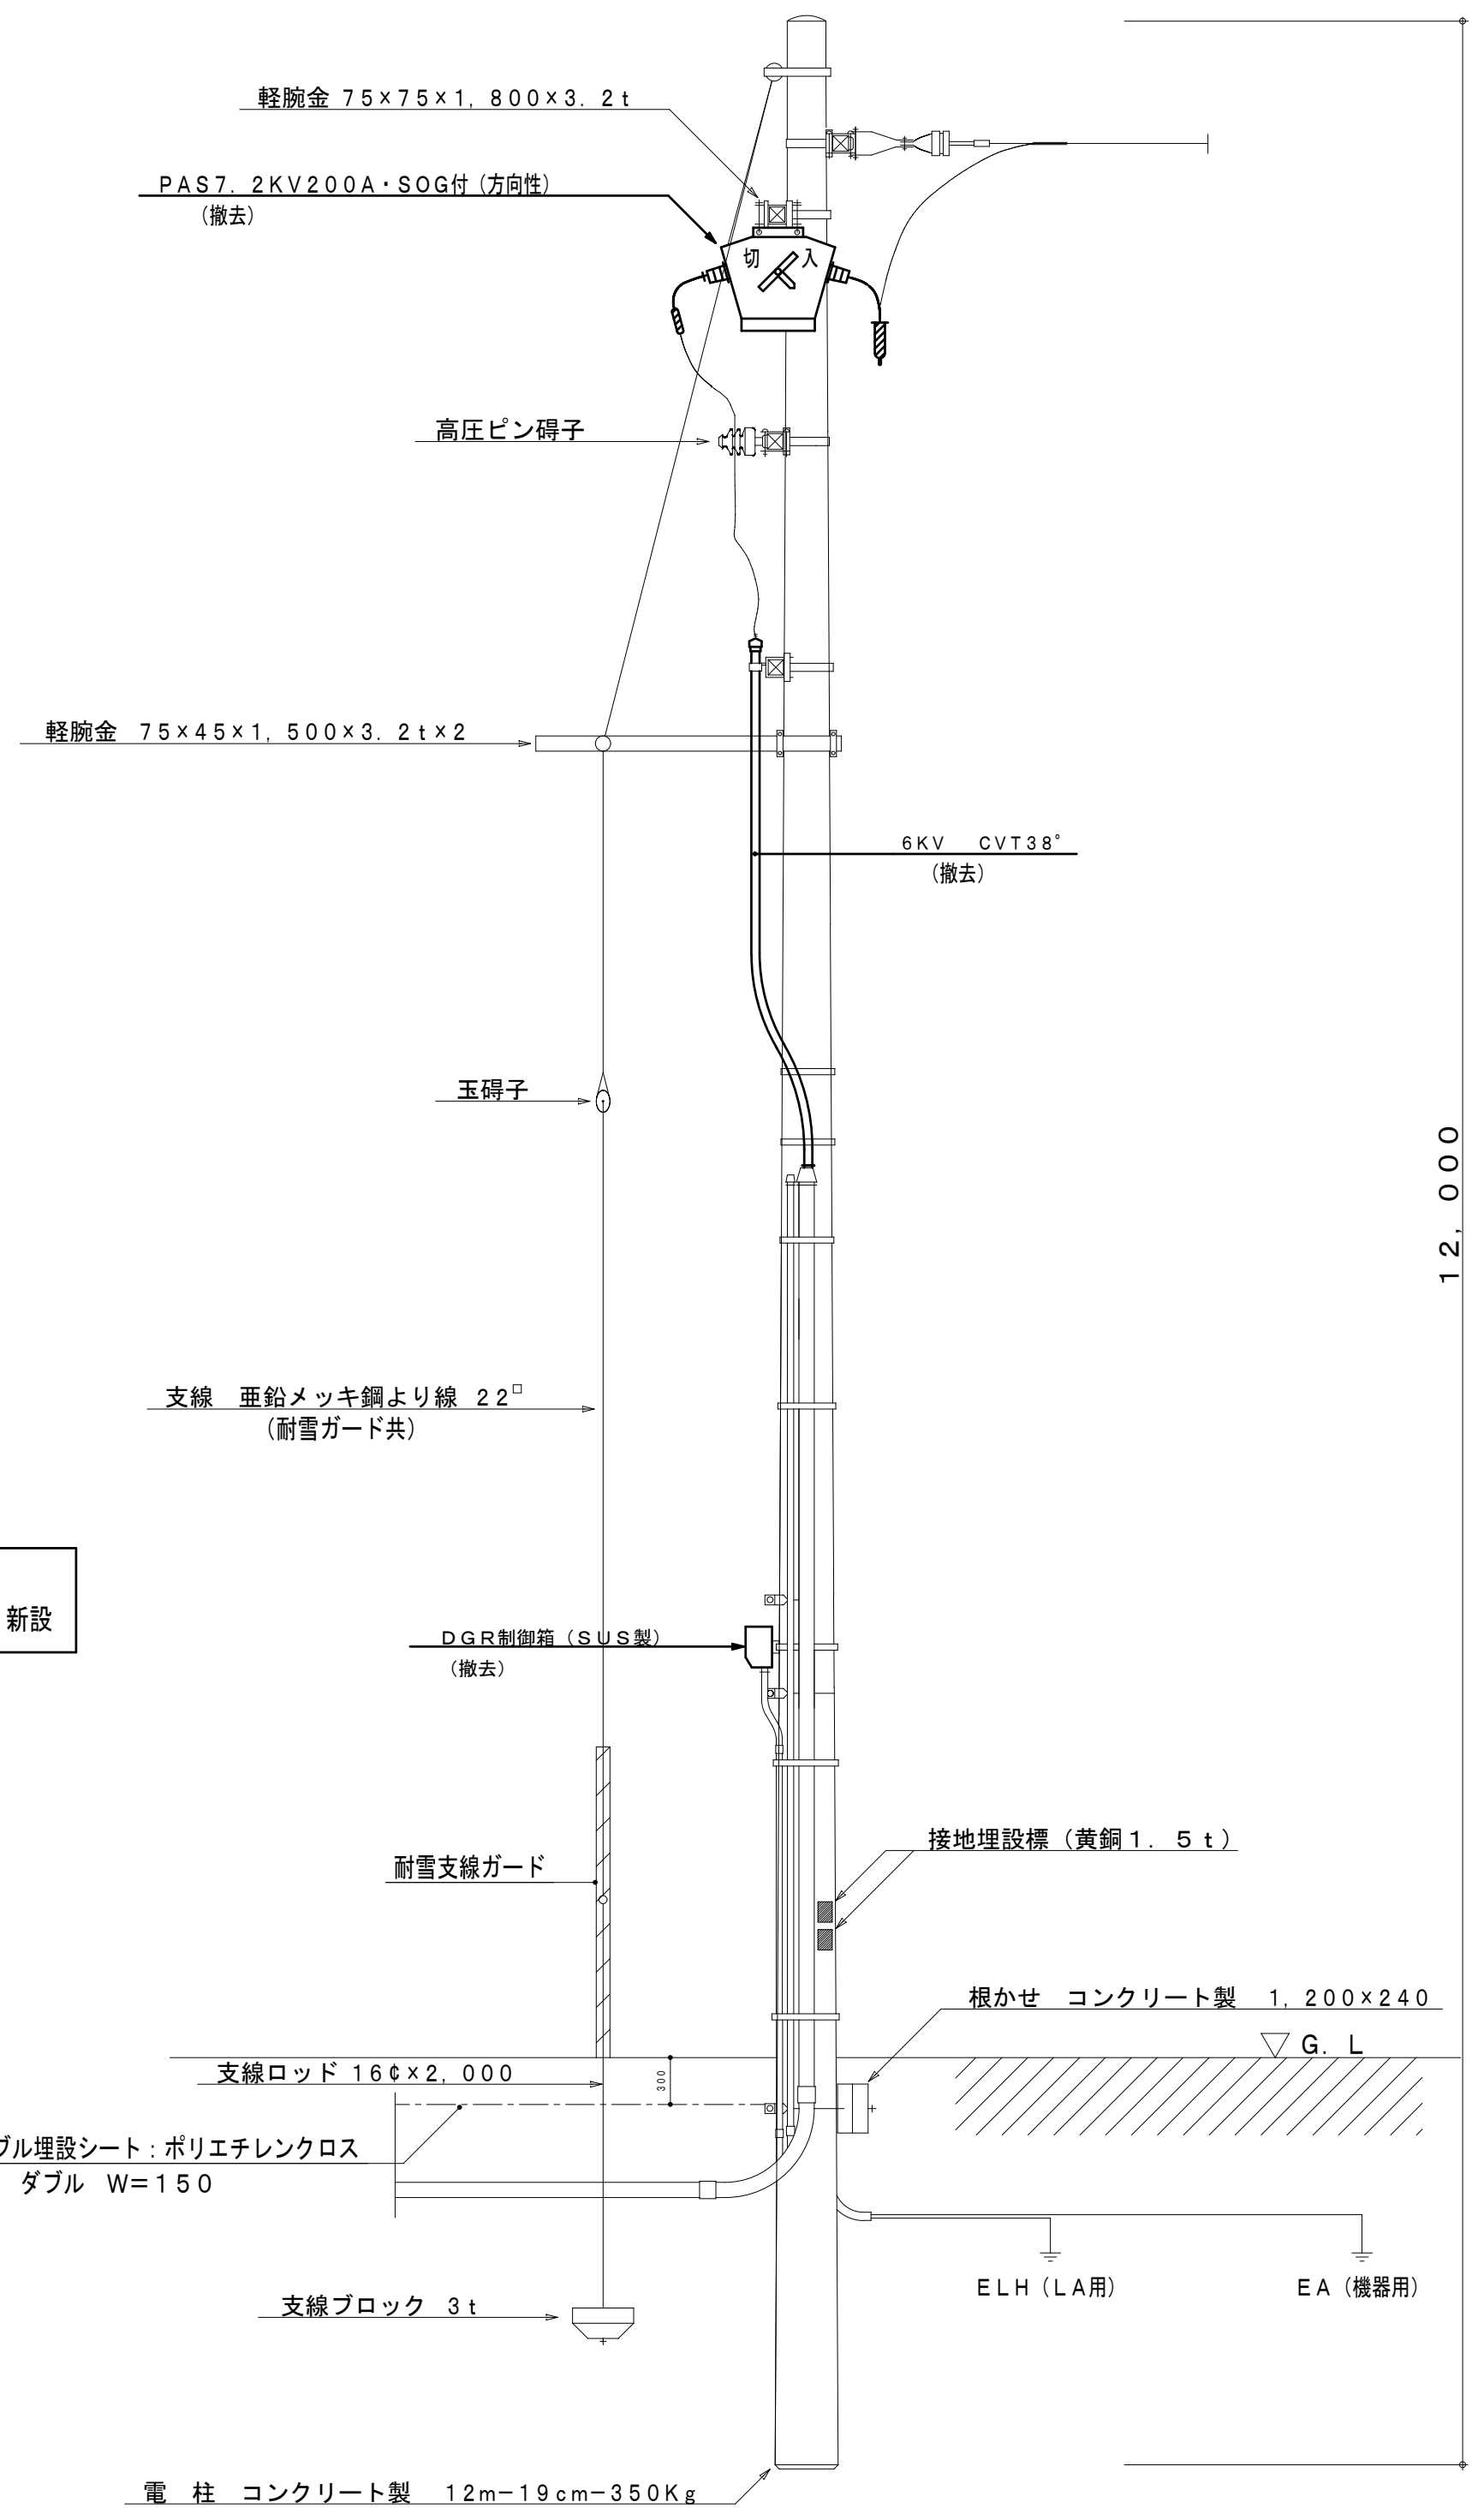 軽腕金 75×75×1,800×3.2t
PAS7.2KV200A・SOG付(方向性)
(撤去)
切 入
高圧ピン碍子
軽腕金 75×45×1,500×3.2t×2
6KV CVT38°
(撤去)
玉碍子
12,000
支線 亜鉛メッキ鋼より線 22□
(耐雪ガード共)
新設
DGR制御箱(SUS製)
(撤去)
接地埋設標(黄銅1.5t)
耐雪支線ガード
根かせ コンクリート製 1,200×240
G.L
支線ロッド 16¢×2,000
300
ブル埋設シート:ポリエチレンクロス
ダブル W=150
ELH(LA用)
EA(機器用)
支線ブロック 3t
電 柱 コンクリート製 12m-19cm-350Kg